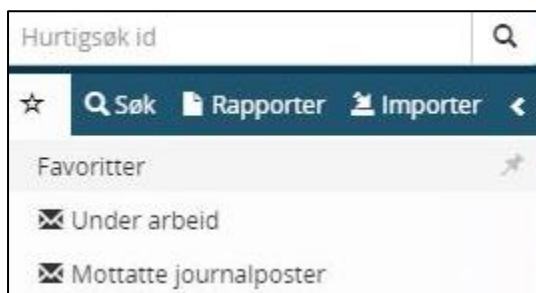 Hurtigsøk id
Søk Rapporter Importer
Favoritter
Under arbeid
Mottatte journalposter